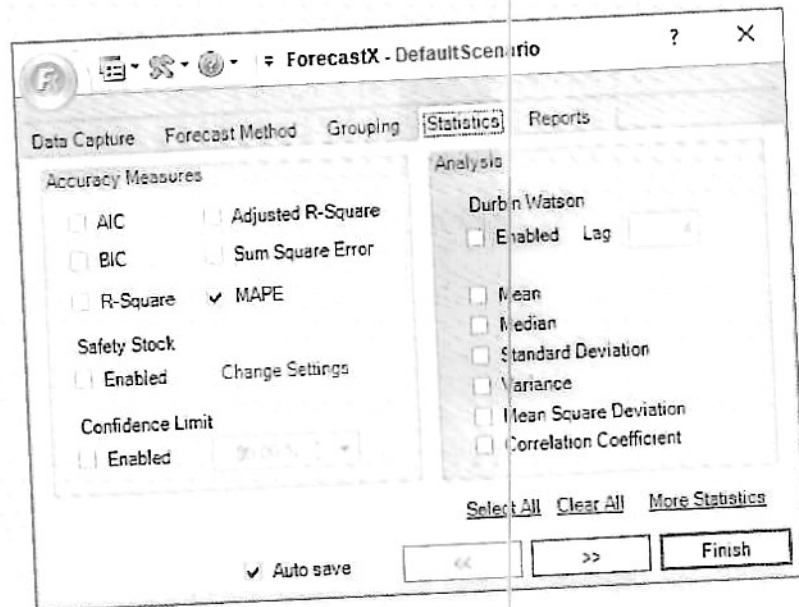 ForecastX - DefaultScenario ?
Data Capture Forecast Method Grouping Statistics Reports
Accuracy Measures
AIC Adjusted R-Square
BIC Sum Square Error
R-Square MAPE
Safety Stock
Enabled Change Settings
Confidence Limit
Enabled
Analysis
Durbin Watson
Enabled Lag
Mean
Median
Standard Deviation
Variance
Mean Square Deviation
Correlation Coefficient
Select All Clear All More Statistics
Auto save << >> Finish